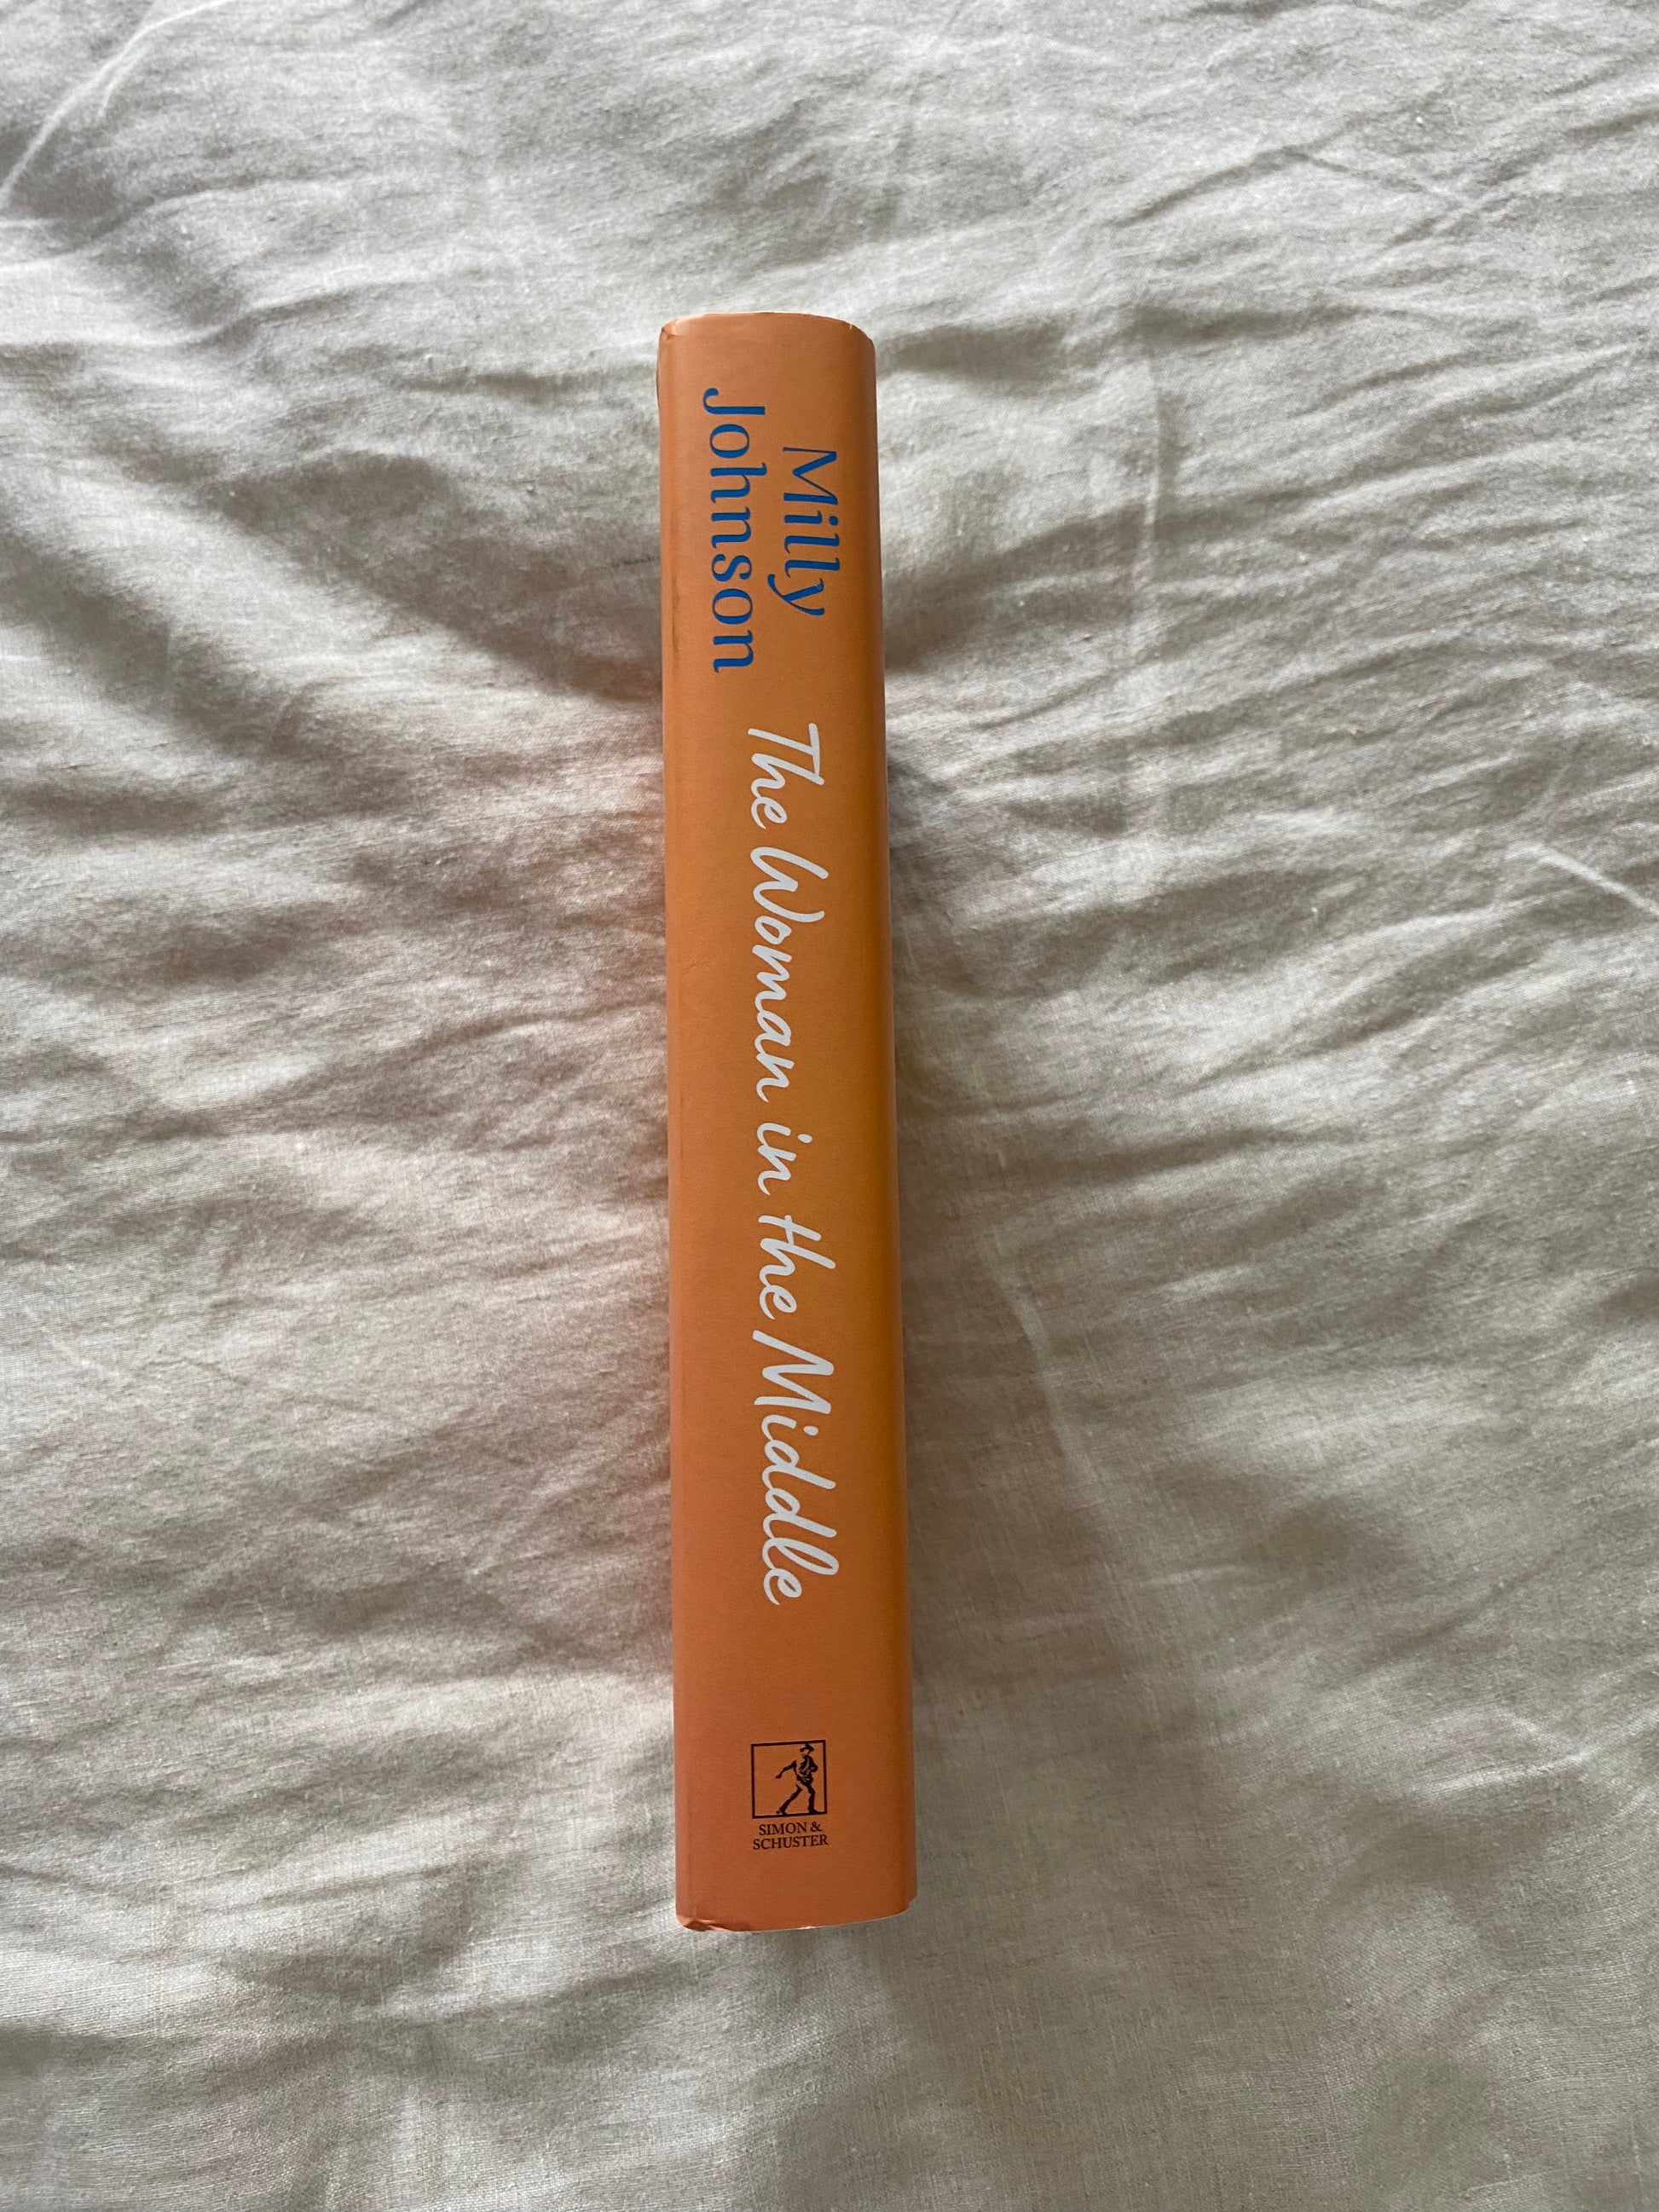 Milly
Johnson
The Woman in the Middle
SIMON &
SCHUSTER